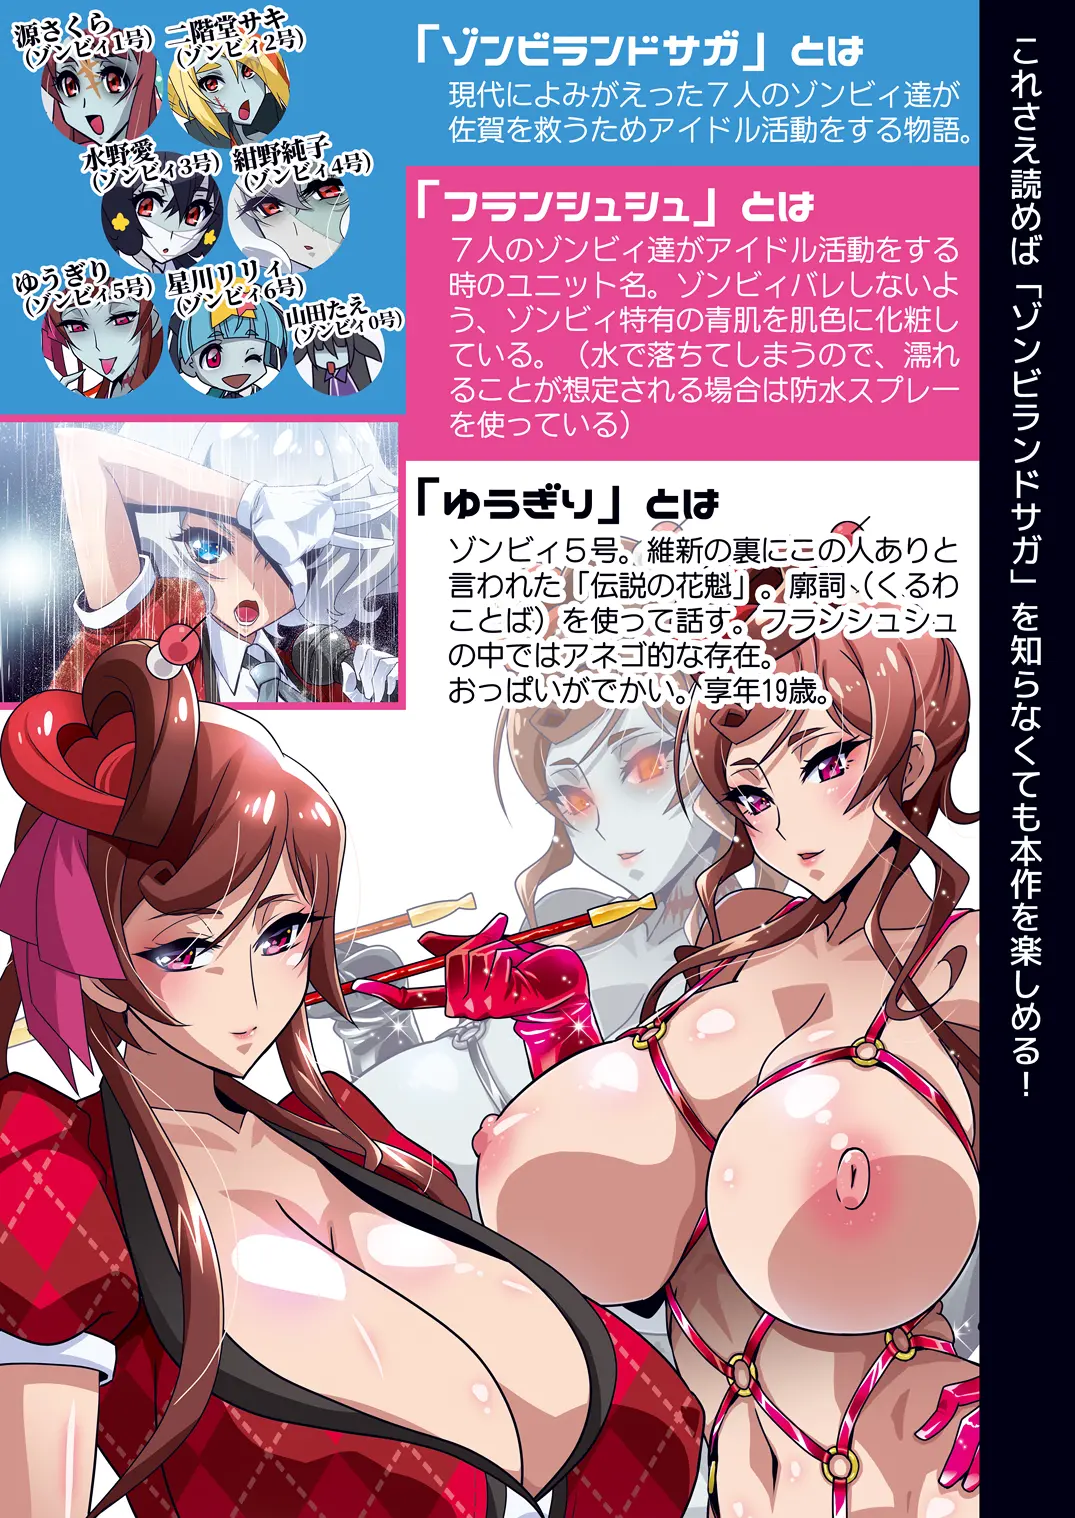 これさえ読めば「ゾンビランドサガ」を知らなくても本作を楽しめる！
源さくら
(ゾンビィ1号)
二階堂サキ
(ゾンビィ2号)
水野愛
(ゾンビィ3号)
紺野純子
(ゾンビィ4号)
ゆうぎり
(ゾンビィ5号)
星川リリィ
(ゾンビィ6号)
山田たえ
(ゾンビィ0号)
「ゾンビランドサガ」とは
現代によみがえった７人のゾンビィ達が
佐賀を救うためアイドル活動をする物語。
「フランシュシュ」とは
７人のゾンビィ達がアイドル活動をする
時のユニット名。ゾンビィバレしないよ
う、ゾンビィ特有の青肌を肌色に化粧し
ている。（水で落ちてしまうので、濡れ
ることが想定される場合は防水スプレー
を使っている）
「ゆうぎり」とは
ゾンビィ５号。維新の裏にこの人ありと
言われた「伝説の花魁」。廓詞（くるわ
ことば）を使って話す。フランシュシュ
の中ではアネゴ的な存在。
おっぱいがでかい。享年19歳。